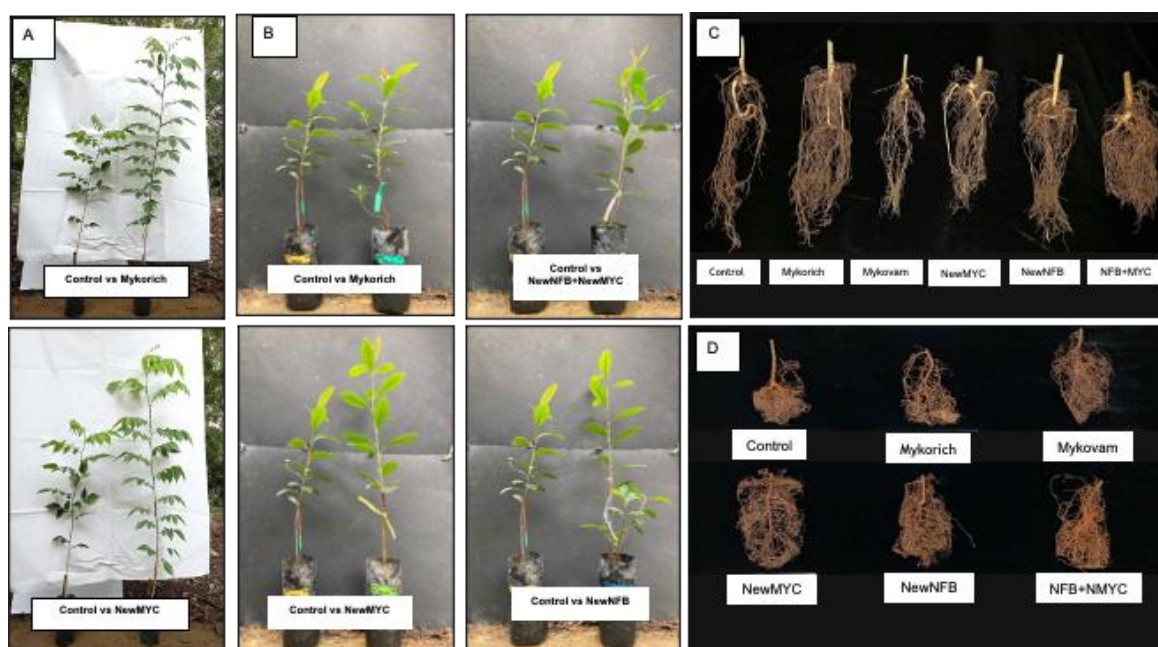 A
Control vs Mykorich
Control vs NewMYC
B
Control vs Mykorich
Control vs
NewNFB+NewMYC
Control vs NewMYC
Control vs NewNFB
C
Control
Mykorich
Mykovam
NewMYC
NewNFB
NFB+MYC
D
Control
Mykorich
Mykovam
NewMYC
NewNFB
NFB+NMYC